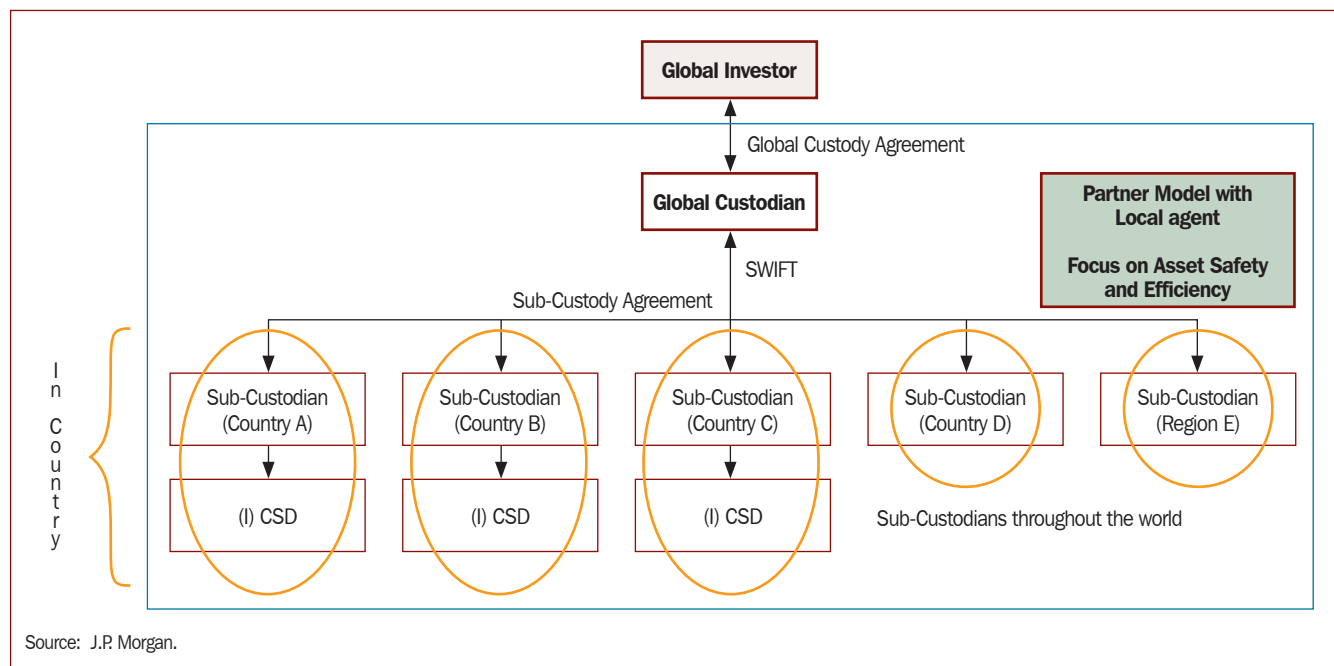 Global Investor
Global Custody Agreement
Global Custodian
Partner Model with
Local agent
Focus on Asset Safety
and Efficiency
SWIFT
Sub-Custody Agreement
In Country
Sub-Custodian
(Country A)
Sub-Custodian
(Country B)
Sub-Custodian
(Country C)
Sub-Custodian
(Country D)
Sub-Custodian
(Region E)
(I) CSD
(I) CSD
(I) CSD
Sub-Custodians throughout the world
Source: J.P. Morgan.